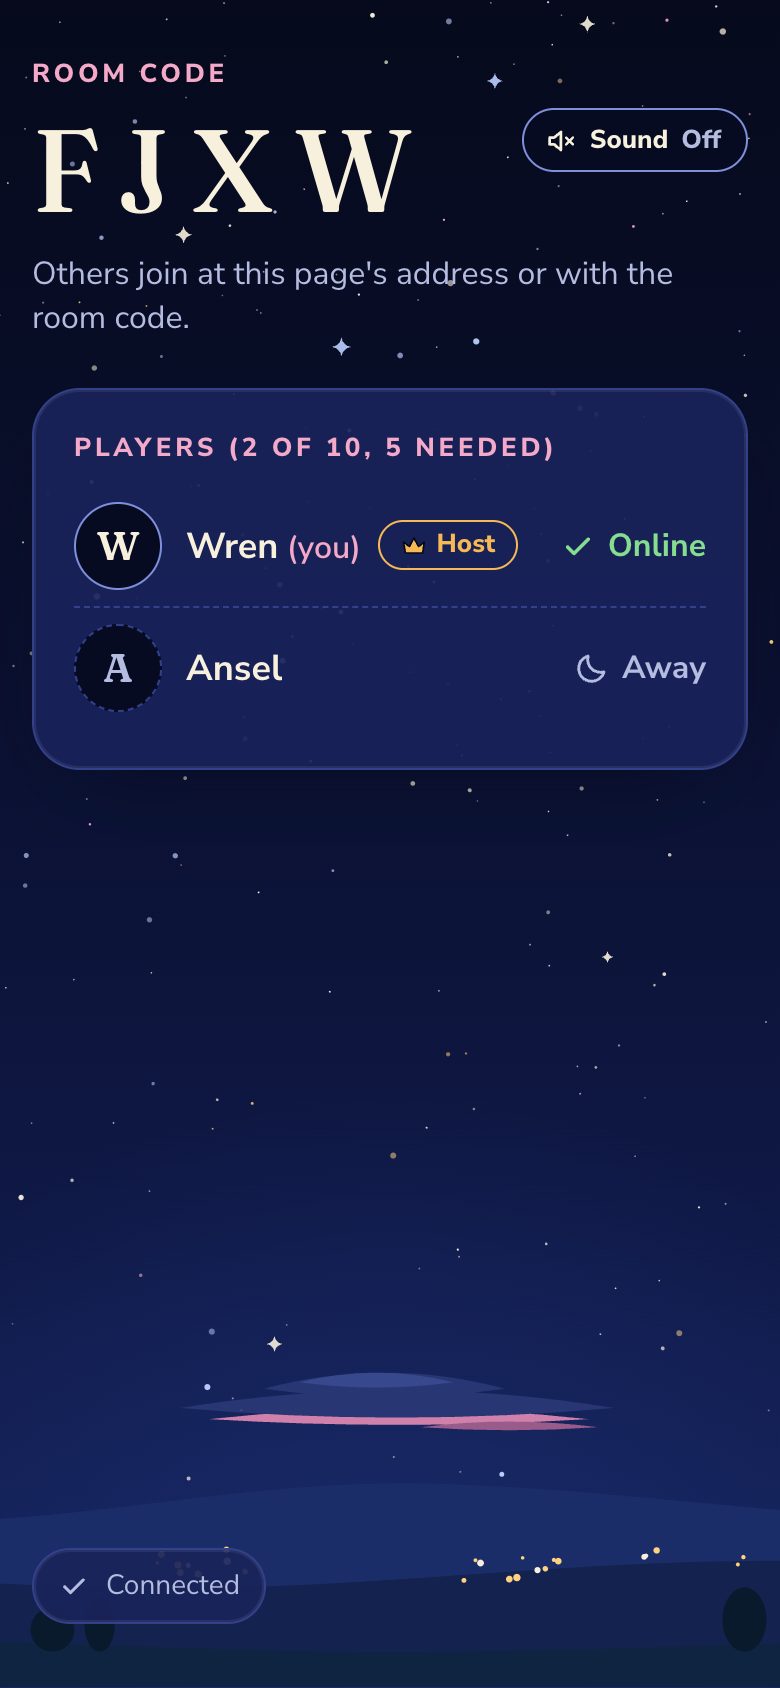 ROOM CODE
FJXW
Sound Off
Others join at this page's address or with the
room code.
PLAYERS (2 OF 10, 5 NEEDED)
W Wren (you) Host Online
A Ansel Away
Connected